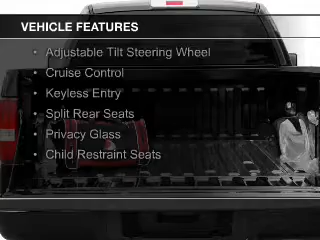 VEHICLE FEATURES
• Adjustable Tilt Steering Wheel
• Cruise Control
• Keyless Entry
• Split Rear Seats
• Privacy Glass
• Child Restraint Seats